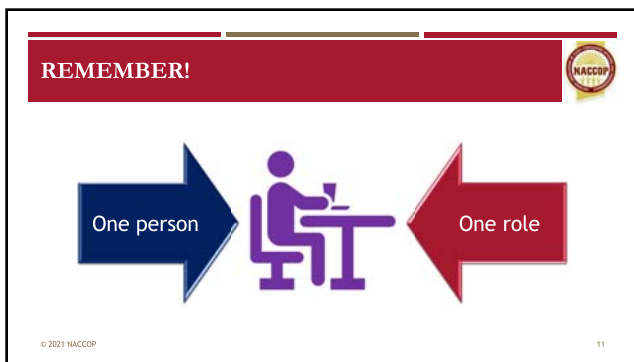 REMEMBER!
NACCOP
One person
One role
© 2021 NACCOP
11